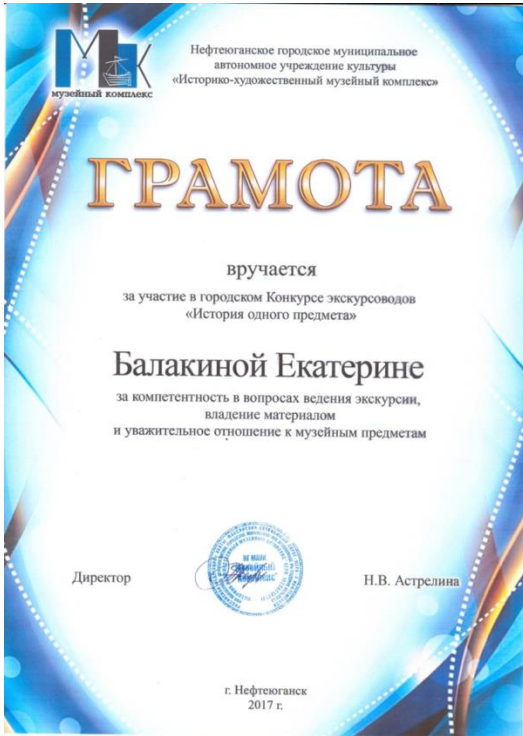 МК
музейный комплекс
Нефтеюганское городское муниципальное
автономное учреждение культуры
«Историко-художественный музейный комплекс»
ГРАМОТА
вручается
за участие в городском Конкурсе экскурсоводов
«История одного предмета»
Балакиной Екатерине
за компетентность в вопросах ведения экскурсии,
владение материалом
и уважительное отношение к музейным предметам
Директор
Н.В. Астрелина
г. Нефтеюганск
2017 г.